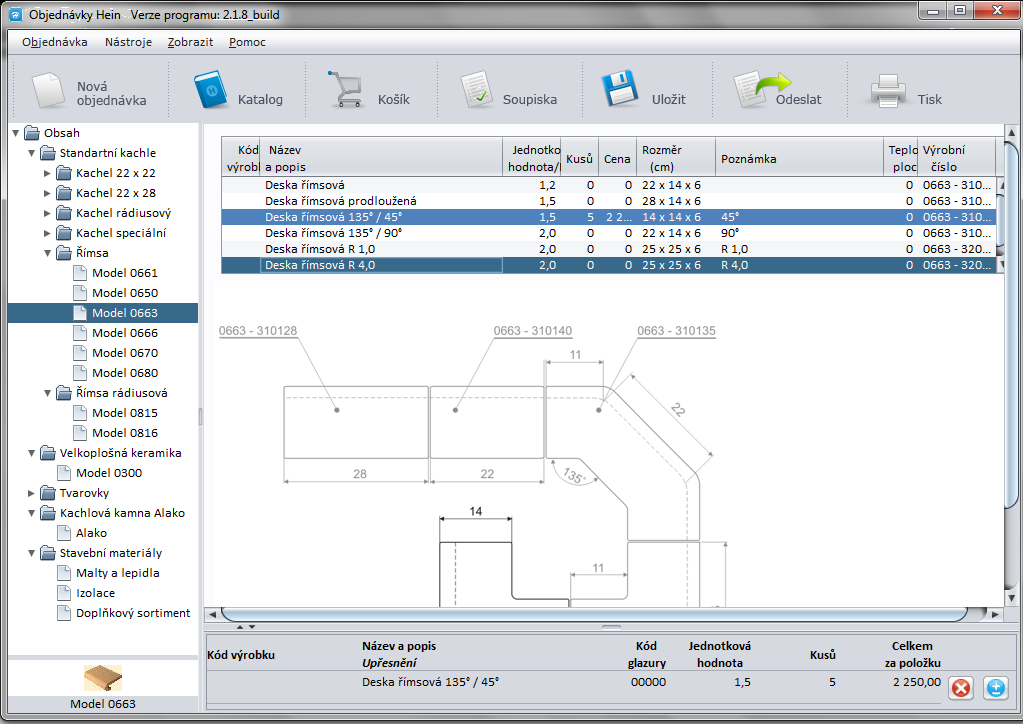 Objednávky Hein   Verze programu: 2.1.8_build
Objednávka Nástroje Zobrazit Pomoc
Nová
objednávka
Katalog
Košík
Soupiska
Uložit
Odeslat
Tisk
Obsah
Standartní kachle
Kachel 22 x 22
Kachel 22 x 28
Kachel rádiusový
Kachel speciální
Římsa
Model 0661
Model 0650
Model 0663
Model 0666
Model 0670
Model 0680
Římsa rádiusová
Model 0815
Model 0816
Velkoplošná keramika
Model 0300
Tvarovky
Kachlová kamna Alako
Alako
Stavební materiály
Malty a lepidla
Izolace
Doplňkový sortiment
Model 0663
Kód
výrob
Název
a popis
Jednotko
hodnota/
Kusů
Cena
Rozměr
(cm)
Poznámka
Teplo
ploc
Výrobní
číslo
Deska římsová 1,2 0 0 22 x 14 x 6 0 0663 - 310...
Deska římsová prodloužená 1,5 0 0 28 x 14 x 6 0 0663 - 310...
Deska římsová 135° / 45° 1,5 5 2 2... 14 x 14 x 6 45° 0 0663 - 310...
Deska římsová 135° / 90° 2,0 0 0 22 x 14 x 6 90° 0 0663 - 310...
Deska římsová R 1,0 2,0 0 0 25 x 25 x 6 R 1,0 0 0663 - 320...
Deska římsová R 4,0 2,0 0 0 25 x 25 x 6 R 4,0 0 0663 - 320...
0663 - 310128
0663 - 310140
0663 - 310135
11
22
28
22
135°
14
11
Kód výrobku
Název a popis
Upřesnění
Kód
glazury
Jednotková
hodnota
Kusů
Celkem
za položku
Deska římsová 135° / 45° 00000 1,5 5 2 250,00